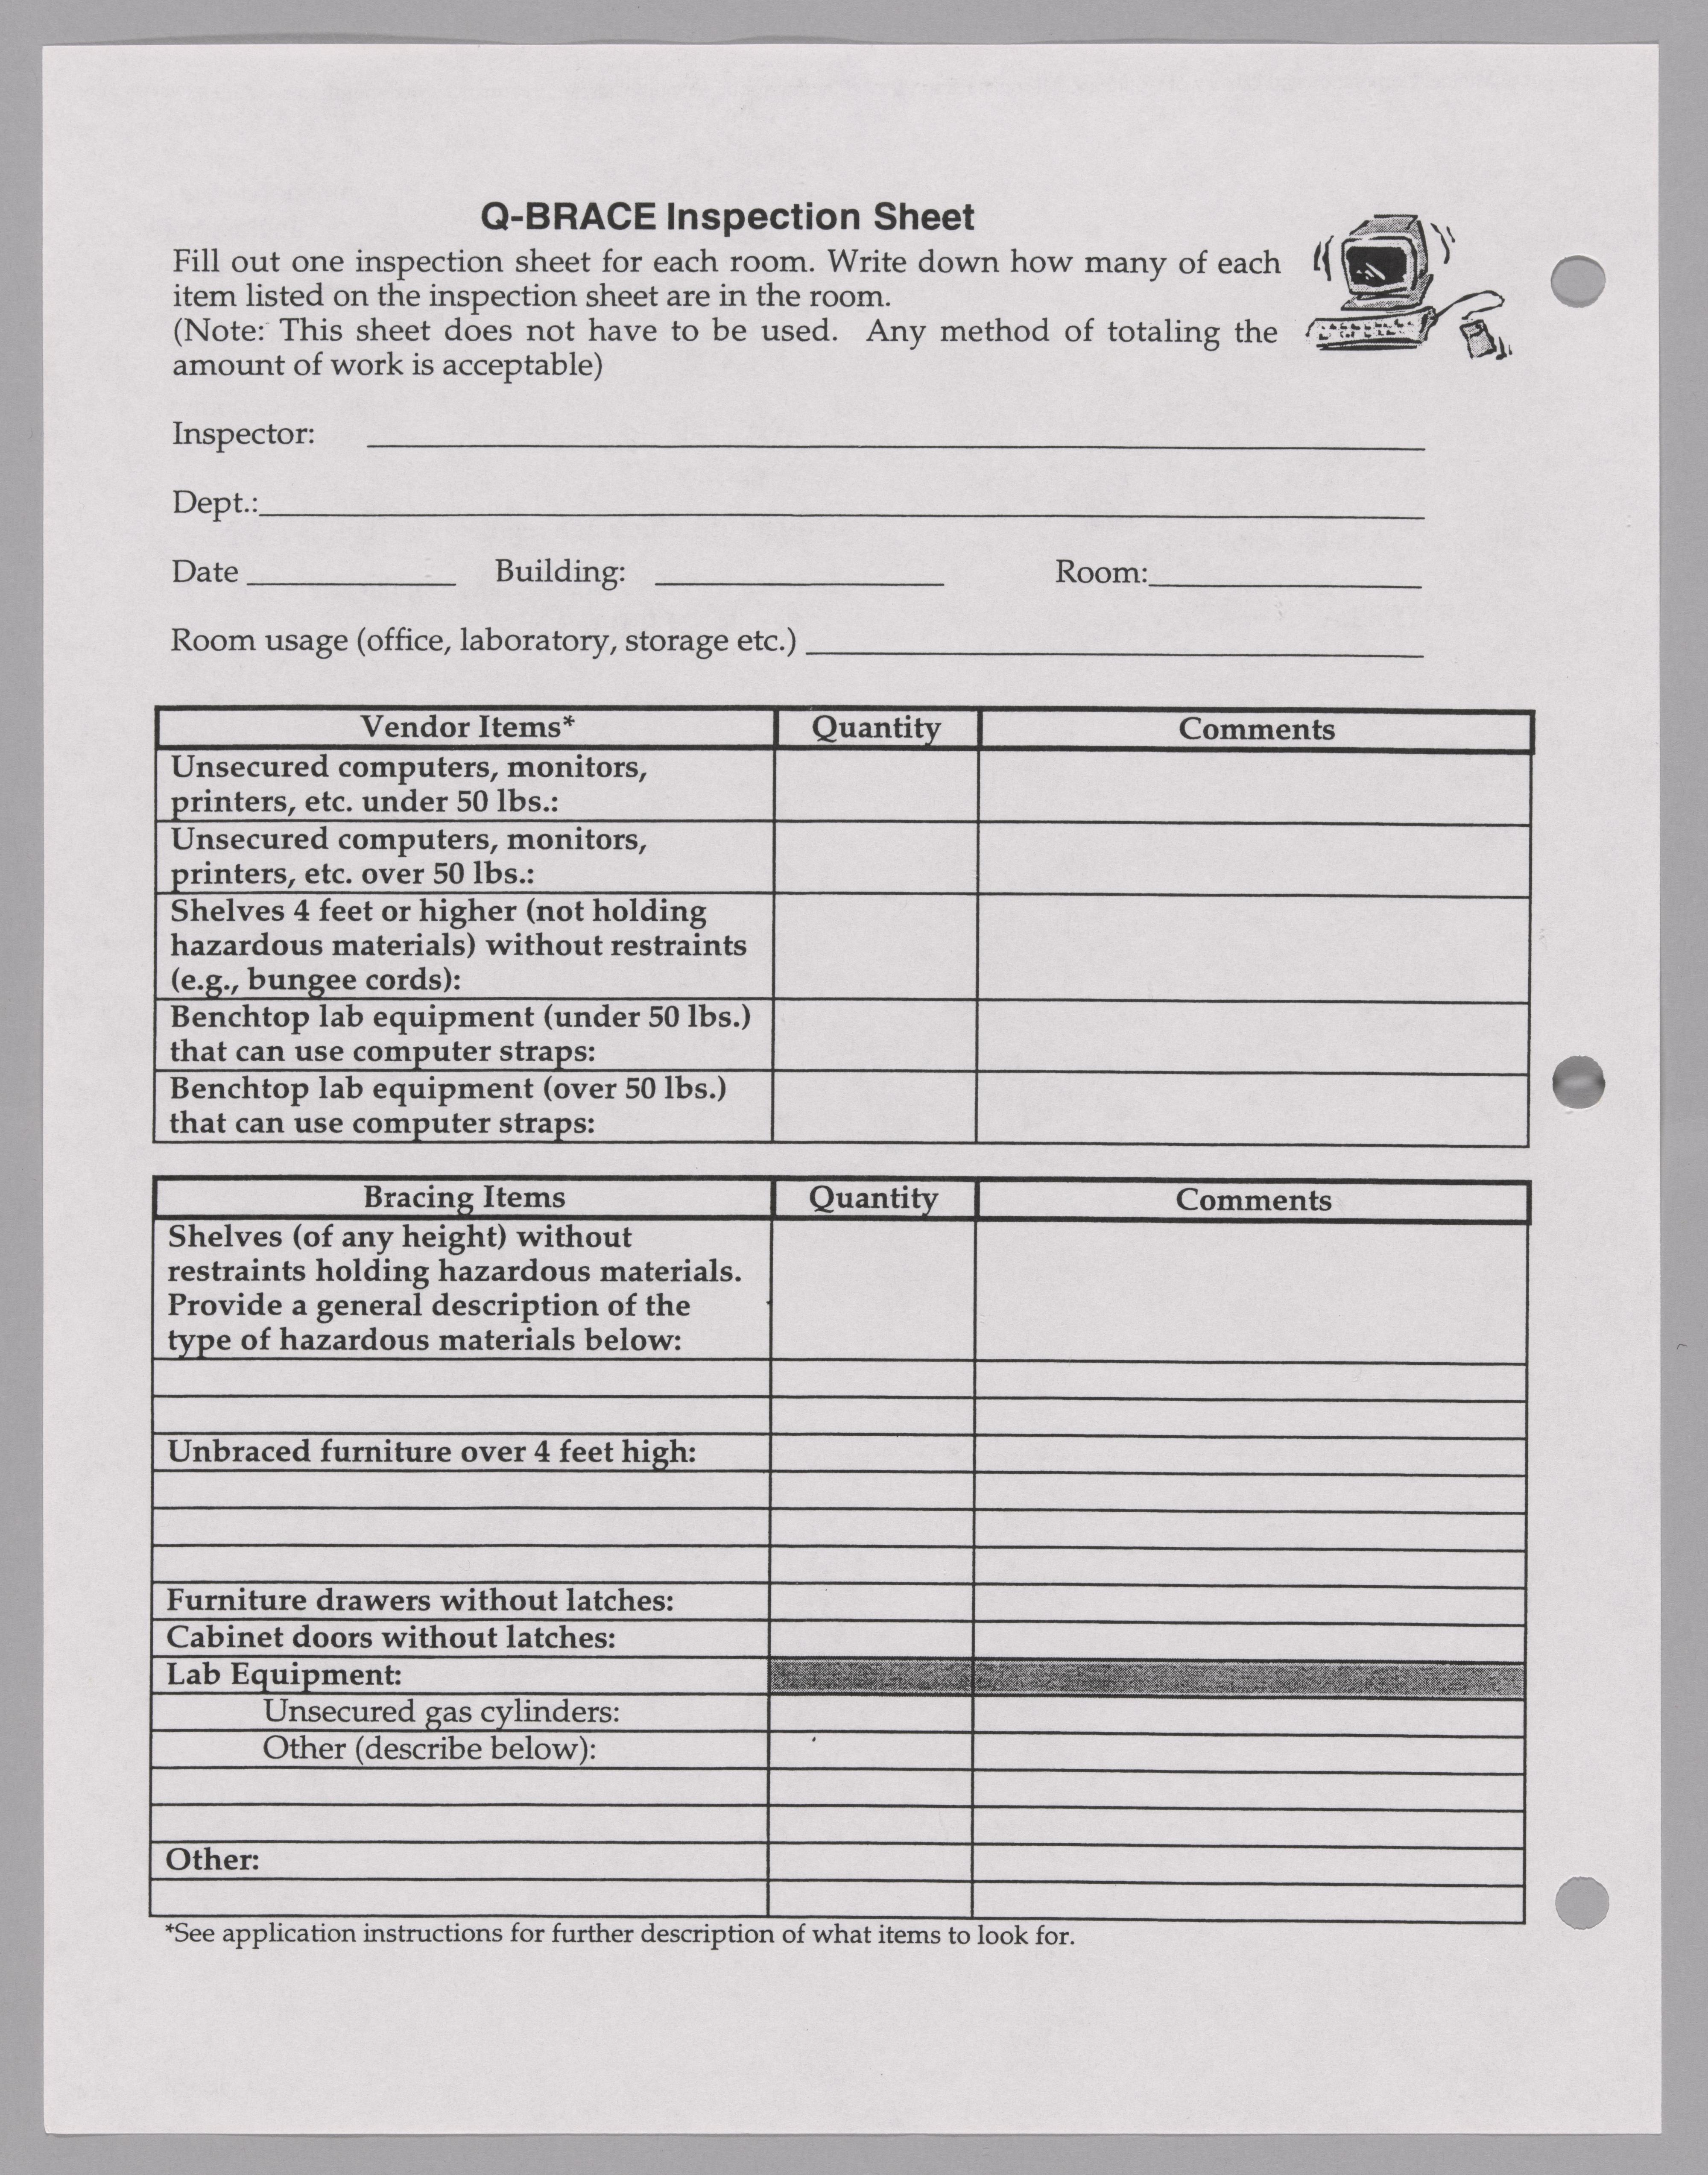 Q-BRACE Inspection Sheet
Fill out one inspection sheet for each room. Write down how many of each
item listed on the inspection sheet are in the room.
(Note: This sheet does not have to be used. Any method of totaling the
amount of work is acceptable)
Inspector:
Dept.:
Date Building: Room:
Room usage (office, laboratory, storage etc.)
Vendor Items* Quantity Comments
Unsecured computers, monitors,
printers, etc. under 50 lbs.:
Unsecured computers, monitors,
printers, etc. over 50 lbs.:
Shelves 4 feet or higher (not holding
hazardous materials) without restraints
(e.g., bungee cords):
Benchtop lab equipment (under 50 lbs.)
that can use computer straps:
Benchtop lab equipment (over 50 lbs.)
that can use computer straps:
Bracing Items Quantity Comments
Shelves (of any height) without
restraints holding hazardous materials.
Provide a general description of the
type of hazardous materials below:
Unbraced furniture over 4 feet high:
Furniture drawers without latches:
Cabinet doors without latches:
Lab Equipment:
Unsecured gas cylinders:
Other (describe below):
Other:
*See application instructions for further description of what items to look for.